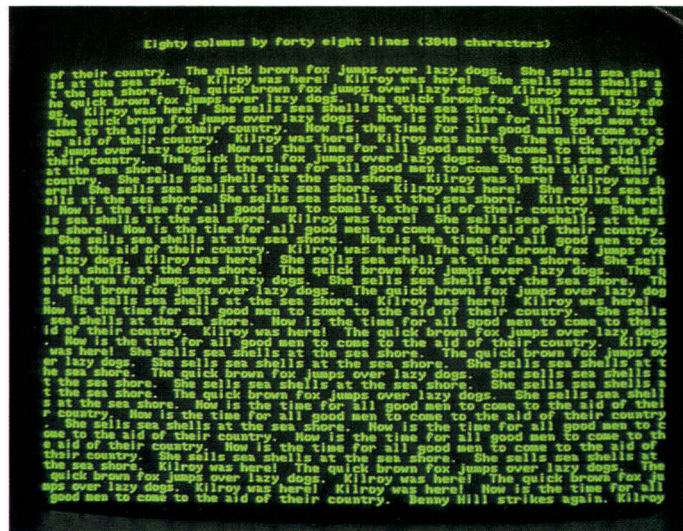 Eighty columns by forty eight lines (3840 characters)
of their country.  The quick brown fox jumps over lazy dogs.  She sells sea shel
ls at the sea shore.  Kilroy was here!  Kilroy was here!  She sells sea shells
t the sea shore.  The quick brown fox jumps over lazy dogs.  Kilroy was here!
he quick brown fox jumps over lazy dogs.  The quick brown fox jumps over lazy do
gs.  Kilroy was here!  She sells sea shells at the sea shore.  Kilroy was here!
The quick brown fox jumps over lazy dogs.  Now is the time for all good men to
come to the aid of their country.  Now is the time for all good men to come to t
he aid of their country.  Kilroy was here!  Kilroy was here!  The quick brown fo
x jumps over lazy dogs.  Now is the time for all good men to come to the aid of
their country.  The quick brown fox jumps over lazy dogs.  She sells sea shells
at the sea shore.  Now is the time for all good men to come to the aid of their
country.  She sells sea shells at the sea shore.  Kilroy was here!  Kilroy was h
ere!  She sells sea shells at the sea shore.  Kilroy was here!  She sells sea sh
ells at the sea shore.  She sells sea shells at the sea shore.  Kilroy was here!
Now is the time for all good men to come to the aid of their country.  She sel
ls sea shells at the sea shore.  Kilroy was here!  She sells sea shells at the s
ea shore.  Now is the time for all good men to come to the aid of their country.
She sells sea shells at the sea shore.  Now is the time for all good men to co
me to the aid of their country.  Kilroy was here!  The quick brown fox jumps ove
r lazy dogs.  Kilroy was here!  She sells sea shells at the sea shore.  She sell
s sea shells at the sea shore.  The quick brown fox jumps over lazy dogs.  The q
uick brown fox jumps over lazy dogs.  She sells sea shells at the sea shore.  Th
e quick brown fox jumps over lazy dogs.  The quick brown fox jumps over lazy dog
s.  She sells sea shells at the sea shore.  Kilroy was here!  Kilroy was here!
Now is the time for all good men to come to the aid of their country.  She sells
sea shells at the sea shore.  Now is the time for all good men to come to the a
id of their country.  Kilroy was here!  The quick brown fox jumps over lazy dogs
.  Now is the time for all good men to come to the aid of their country.  Kilroy
was here!  She sells sea shells at the sea shore.  The quick brown fox jumps ov
er lazy dogs.  She sells sea shells at the sea shore.  She sells sea shells at t
he sea shore.  The quick brown fox jumps over lazy dogs.  She sells sea shells a
t the sea shore.  She sells sea shells at the sea shore.  She sells sea shells a
t the sea shore.  The quick brown fox jumps over lazy dogs.  She sells sea shell
s at the sea shore.  Now is the time for all good men to come to the aid of thei
r country.  Now is the time for all good men to come to the aid of their country
.  She sells sea shells at the sea shore.  Now is the time for all good men to c
ome to the aid of their country.  Now is the time for all good men to come to th
e aid of their country.  Now is the time for all good men to come to the aid of
their country.  She sells sea shells at the sea shore.  She sells sea shells at
the sea shore.  Kilroy was here!  The quick brown fox jumps over lazy dogs.  The
quick brown fox jumps over lazy dogs.  Kilroy was here!  The quick brown fox ju
mps over lazy dogs.  Kilroy was here!  Kilroy was here!  Now is the time for all
good men to come to the aid of their country.  Benny Hill strikes again.  Kilroy